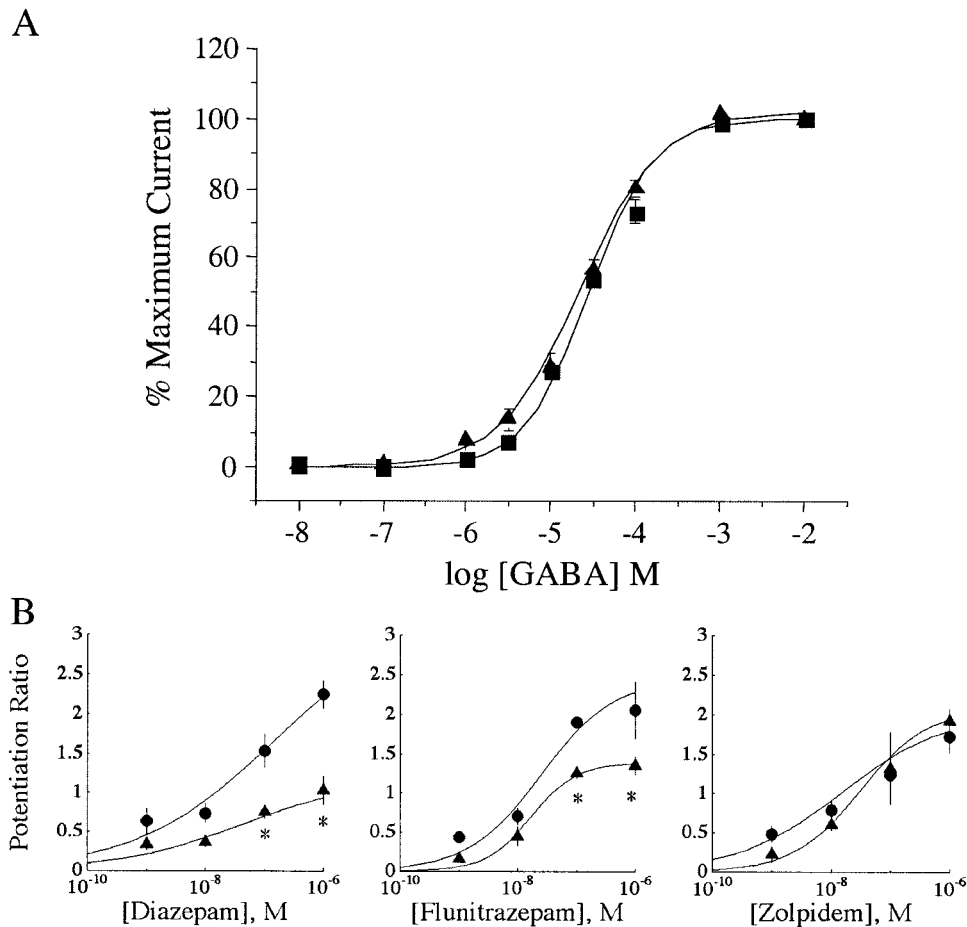 A
120
100
80
60
40
20
0
% Maximum Current
-8 -7 -6 -5 -4 -3 -2
log [GABA] M
B
Potentiation Ratio
3
2.5
2
1.5
1
0.5
0
* *
10⁻¹⁰ 10⁻⁸ 10⁻⁶
[Diazepam], M
3
2.5
2
1.5
1
0.5
0
* *
10⁻¹⁰ 10⁻⁸ 10⁻⁶
[Flunitrazepam], M
3
2.5
2
1.5
1
0.5
0
10⁻¹⁰ 10⁻⁸ 10⁻⁶
[Zolpidem], M